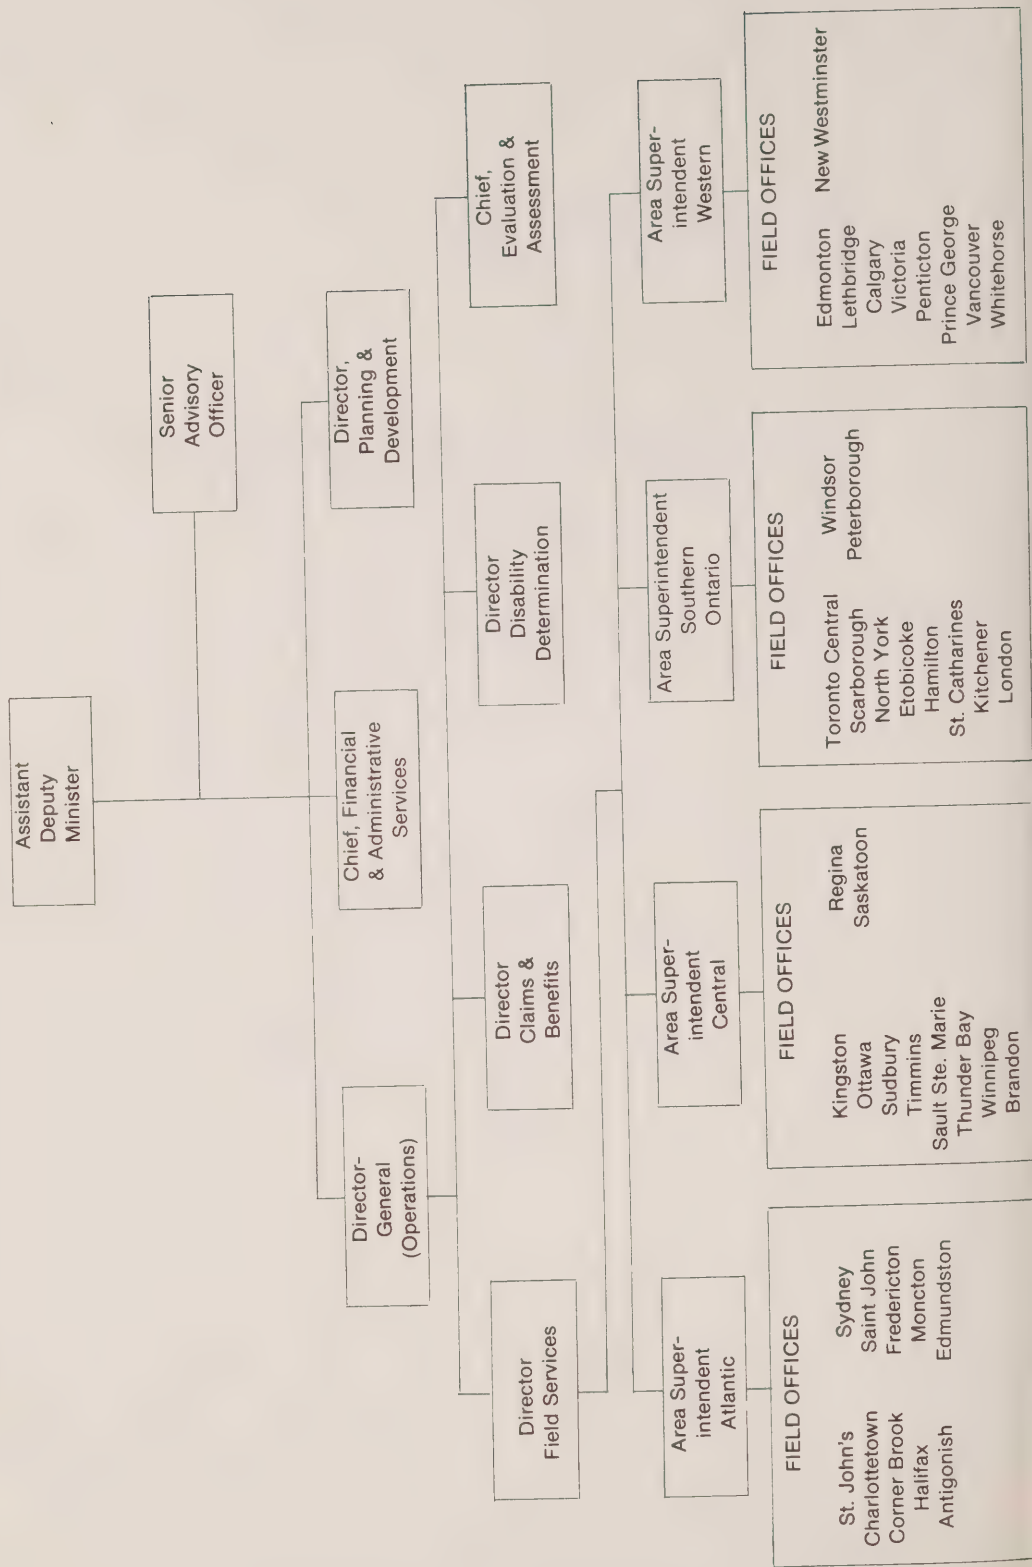 Assistant
Deputy
Minister
Senior
Advisory
Officer
Director-
General
(Operations)
Chief, Financial
& Administrative
Services
Director,
Planning &
Development
Director
Field Services
Director
Claims &
Benefits
Director
Disability
Determination
Chief,
Evaluation &
Assessment
Area Super-
intendent
Atlantic
Area Super-
intendent
Central
Area Superintendent
Southern
Ontario
Area Super-
intendent
Western
FIELD OFFICES
St. John's
Charlottetown
Corner Brook
Halifax
Antigonish
Sydney
Saint John
Fredericton
Moncton
Edmundston
FIELD OFFICES
Kingston
Ottawa
Sudbury
Timmins
Sault Ste. Marie
Thunder Bay
Winnipeg
Brandon
Regina
Saskatoon
FIELD OFFICES
Toronto Central
Scarborough
North York
Etobicoke
Hamilton
St. Catharines
Kitchener
London
Windsor
Peterborough
FIELD OFFICES
Edmonton
Lethbridge
Calgary
Victoria
Penticton
Prince George
Vancouver
Whitehorse
New Westminster